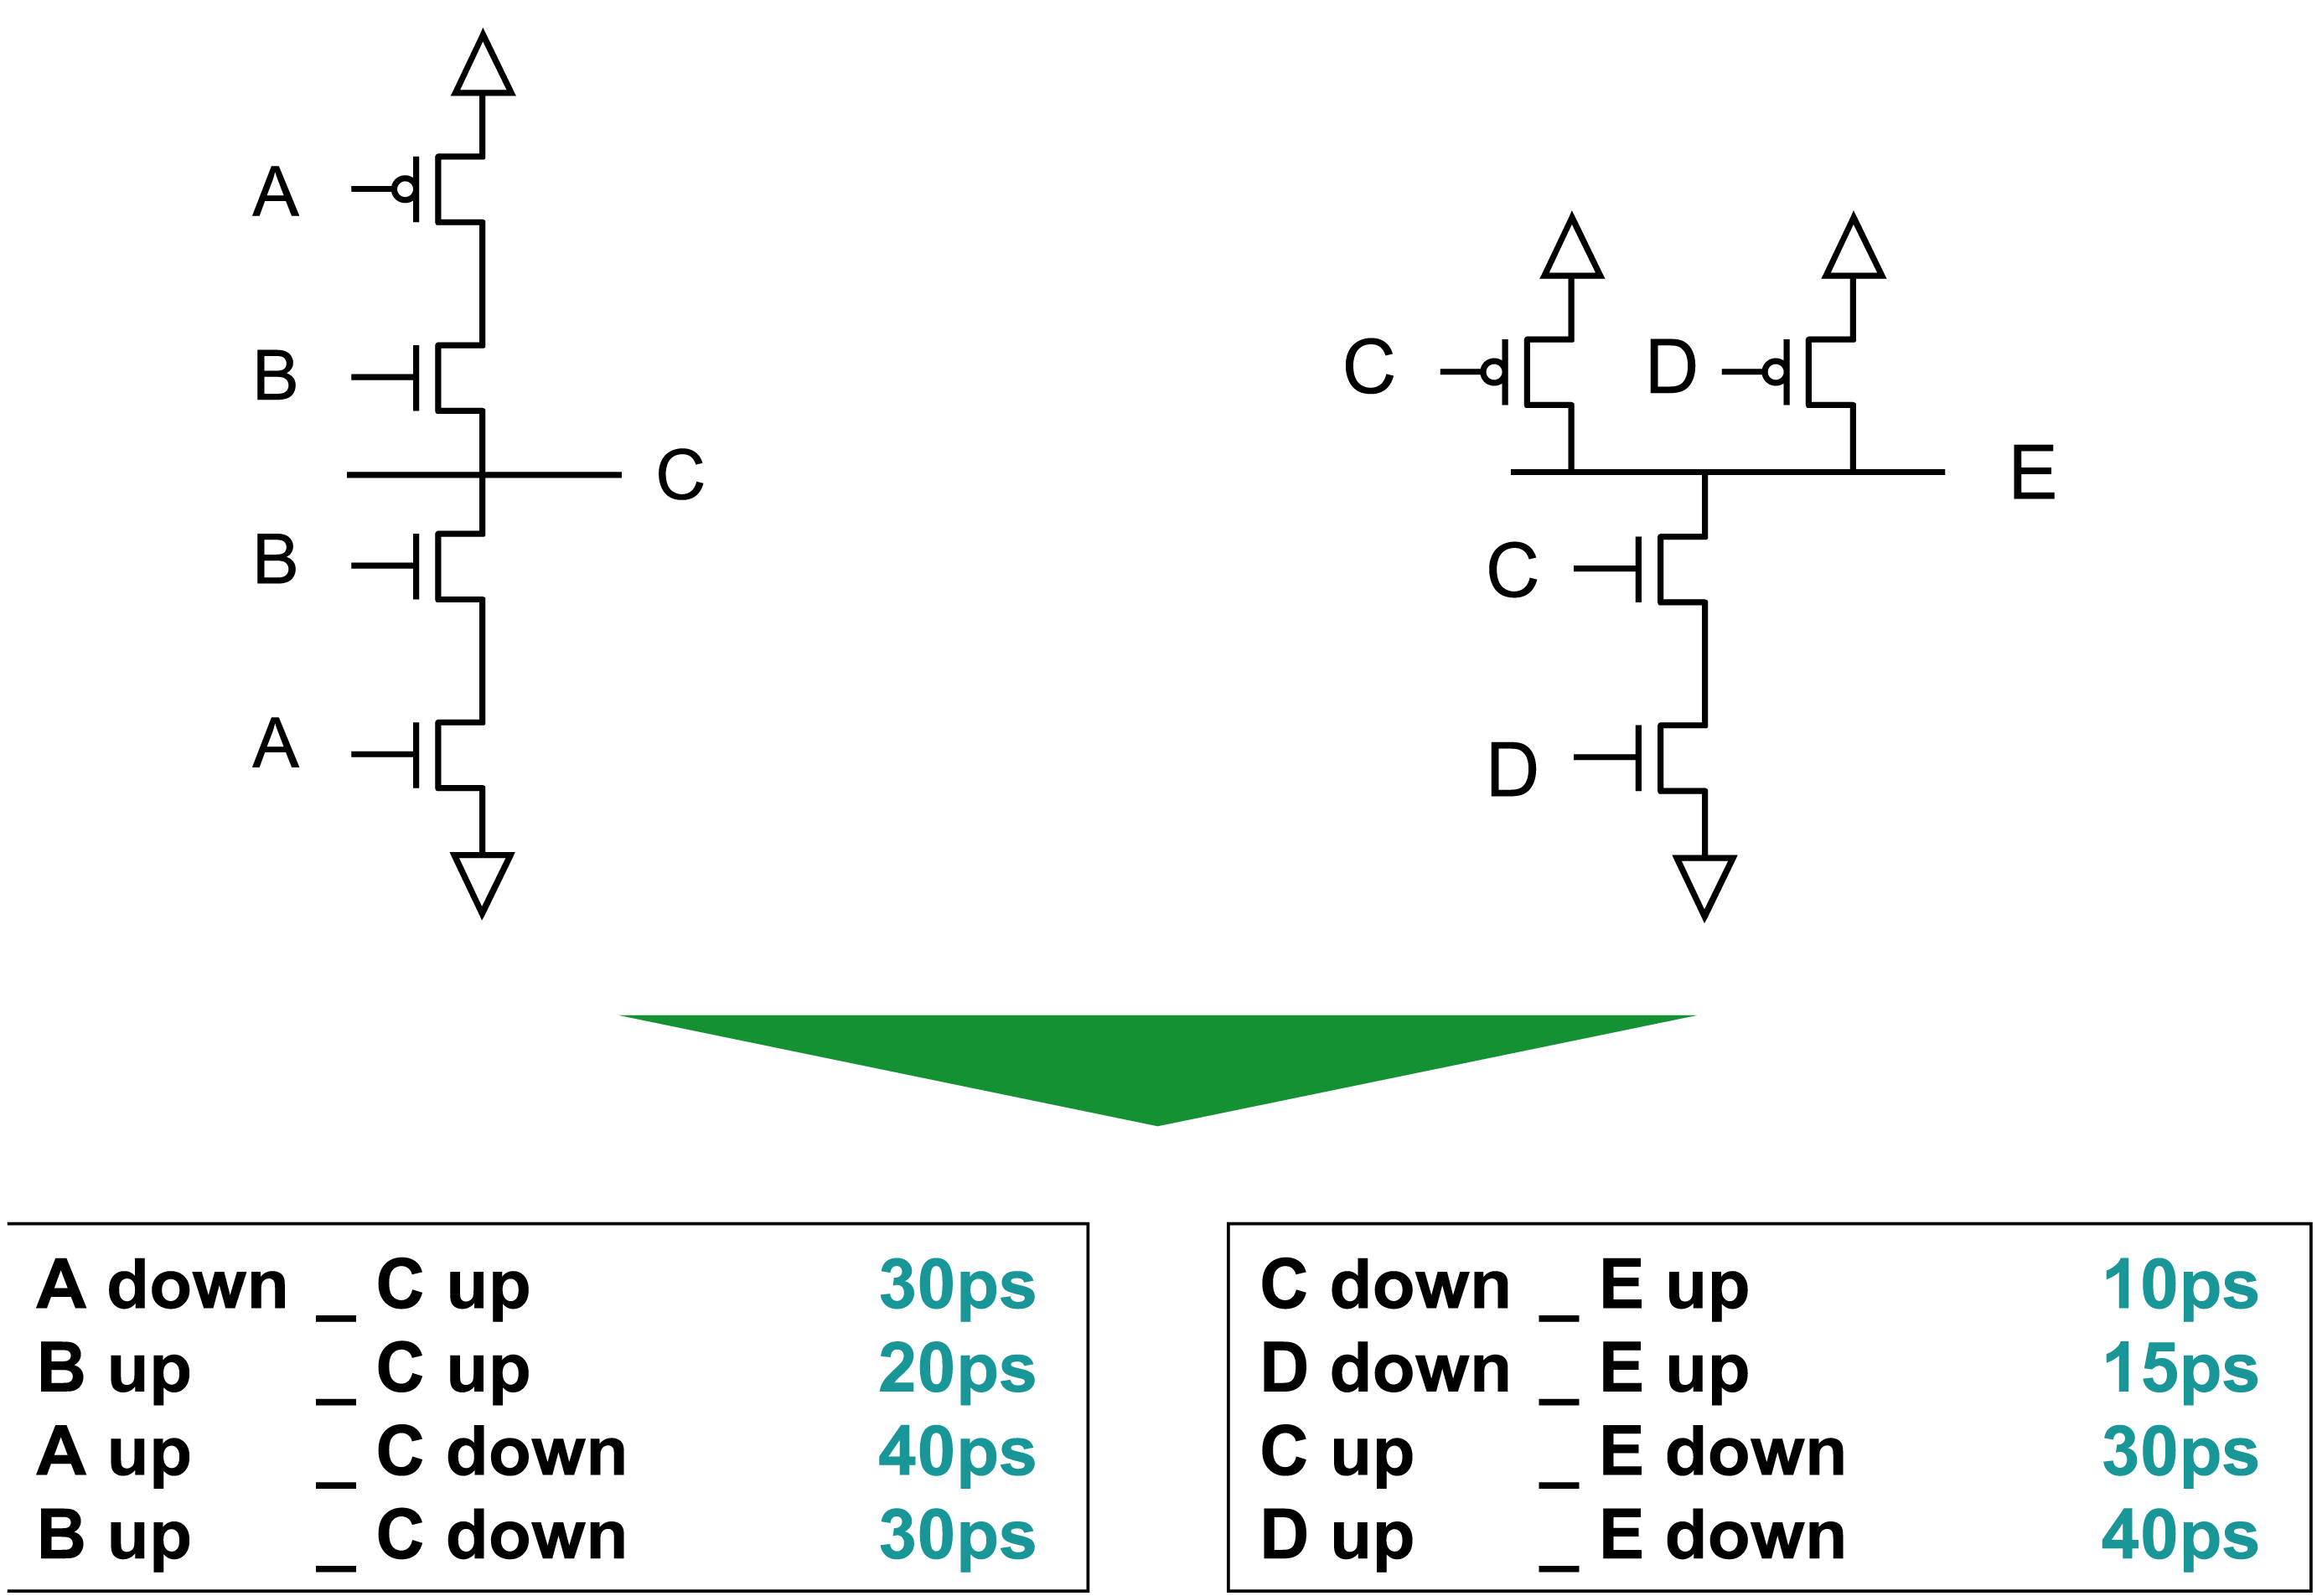 A
B
C
B
A
C
D
E
C
D
A down _ C up 30ps
B up _ C up 20ps
A up _ C down 40ps
B up _ C down 30ps
C down _ E up 10ps
D down _ E up 15ps
C up _ E down 30ps
D up _ E down 40ps